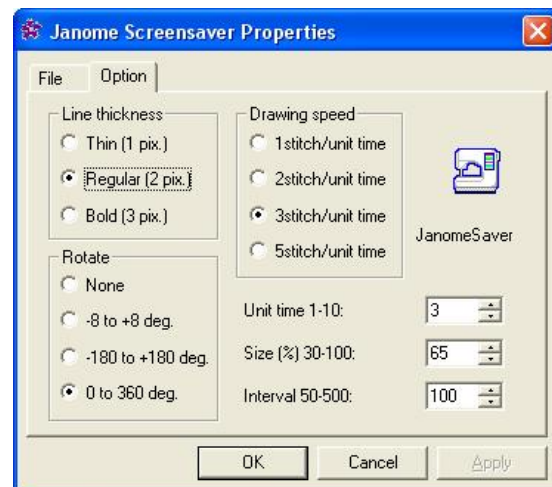 Janome Screensaver Properties
File
Option
Line thickness
Thin (1 pix.)
Regular (2 pix.)
Bold (3 pix.)
Rotate
None
-8 to +8 deg.
-180 to +180 deg.
0 to 360 deg.
Drawing speed
1stitch/unit time
2stitch/unit time
3stitch/unit time
5stitch/unit time
JanomeSaver
Unit time 1-10: 3
Size (%) 30-100: 65
Interval 50-500: 100
OK
Cancel
Apply